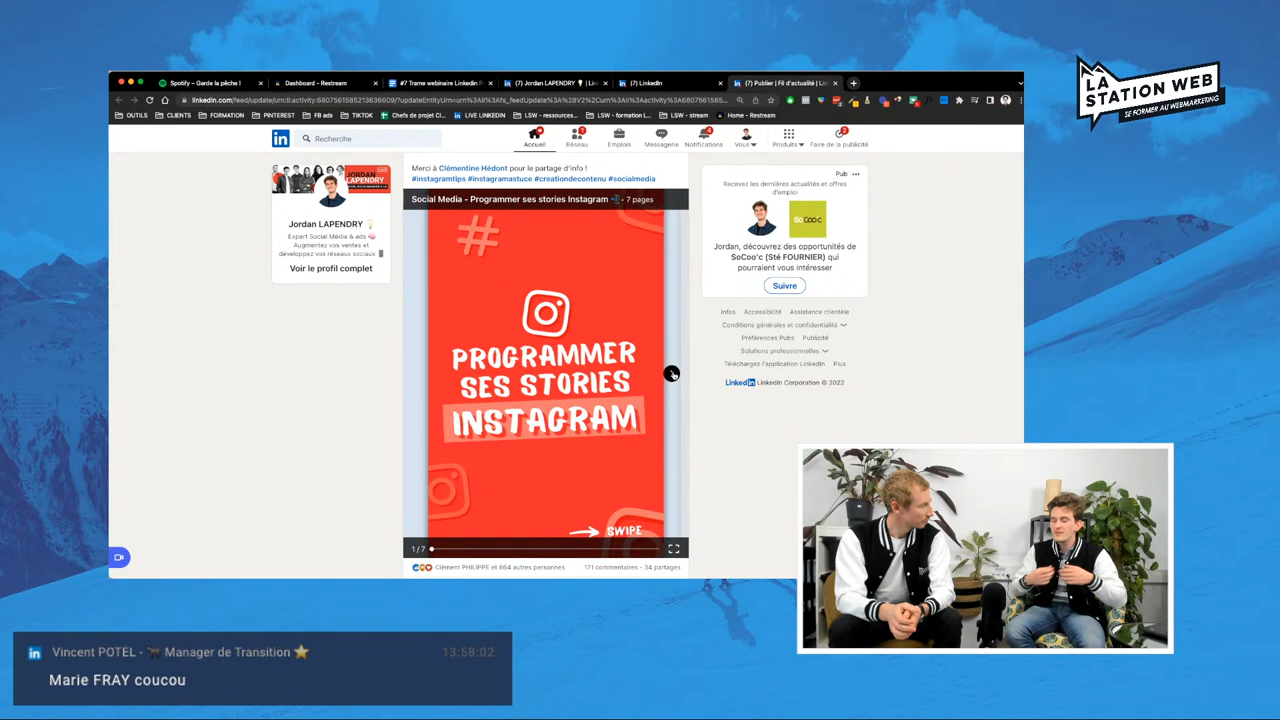 LA
STATION WEB
SE FORMER AU WEBMARKETING
Spotify – Garde la pêche !
Dashboard - Restream
#7 Trame webinaire Linkedin P
(7) Jordan LAPENDRY
(7) LinkedIn
(7) Publier | Fil d'actualité | Lin
OUTILS
CLIENTS
FORMATION
PINTEREST
FB ads
TIKTOK
Chefs de projet Cl...
LIVE LINKEDIN
LSW - ressources...
LSW - formation L...
LSW - stream
Home - Restream
Recherche
Accueil
Réseau
Emplois
Messagerie
Notifications
Vous
Produits
Faire de la publicité
Merci à Clémentine Hédont pour le partage d'info !
#instagramtips #instagramastuce #creationdecontenu #socialmedia
Social Media - Programmer ses stories Instagram · 7 pages
JORDAN
LAPENDRY
Jordan LAPENDRY
Expert Social Média & ads
Augmentez vos ventes et
développez vos réseaux sociaux
Voir le profil complet
#
PROGRAMMER
SES STORIES
INSTAGRAM
SWIPE
1 / 7
Clément PHILIPPE et 864 autres personnes
171 commentaires · 34 partages
Pub
Recevez les dernières actualités et offres
d'emploi
SoCooc
Jordan, découvrez des opportunités de
SoCoo'c (Sté FOURNIER) qui
pourraient vous intéresser
Suivre
Infos Accessibilité Assistance clientèle
Conditions générales et confidentialité
Préférences Pubs Publicité
Solutions professionnelles
Téléchargez l'application LinkedIn Plus
LinkedIn LinkedIn Corporation © 2022
Vincent POTEL - Manager de Transition
13:58:02
Marie FRAY coucou